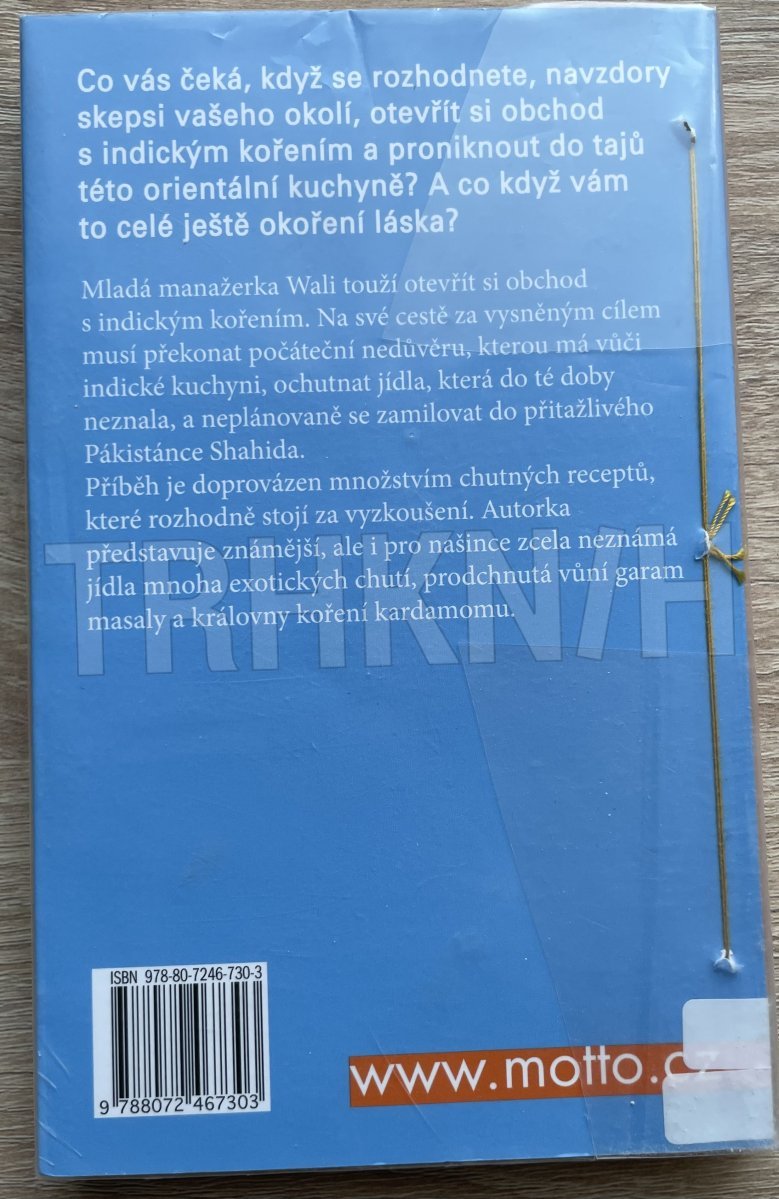 Co vás čeká, když se rozhodnete, navzdory
skepsi vašeho okolí, otevřít si obchod
s indickým kořením a proniknout do tajů
této orientální kuchyně? A co když vám
to celé ještě okoření láska?
Mladá manažerka Wali touží otevřít si obchod
s indickým kořením. Na své cestě za vysněným cílem
musí překonat počáteční nedůvěru, kterou má vůči
indické kuchyni, ochutnat jídla, která do té doby
neznala, a neplánovaně se zamilovat do přitažlivého
Pákistánce Shahida.
Příběh je doprovázen množstvím chutných receptů,
které rozhodně stojí za vyzkoušení. Autorka
představuje známější, ale i pro našince zcela neznámá
jídla mnoha exotických chutí, prodchnutá vůní garam
masaly a královny koření kardamomu.
TRHKNIH
ISBN 978-80-7246-730-3
9 788072 467303
www.motto.cz